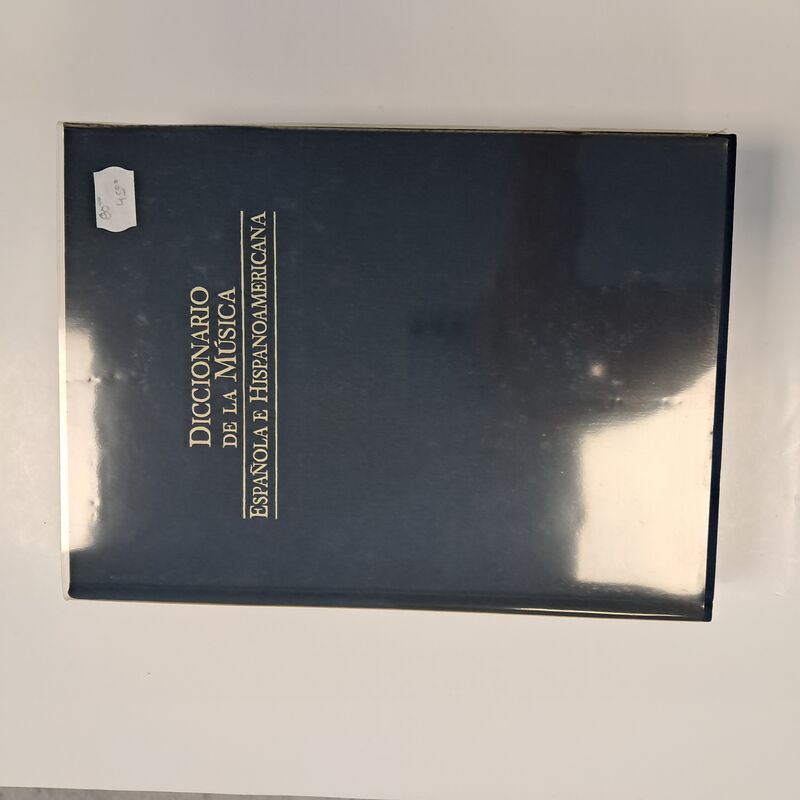 DICCIONARIO
DE LA MÚSICA
ESPAÑOLA E HISPANOAMERICANA